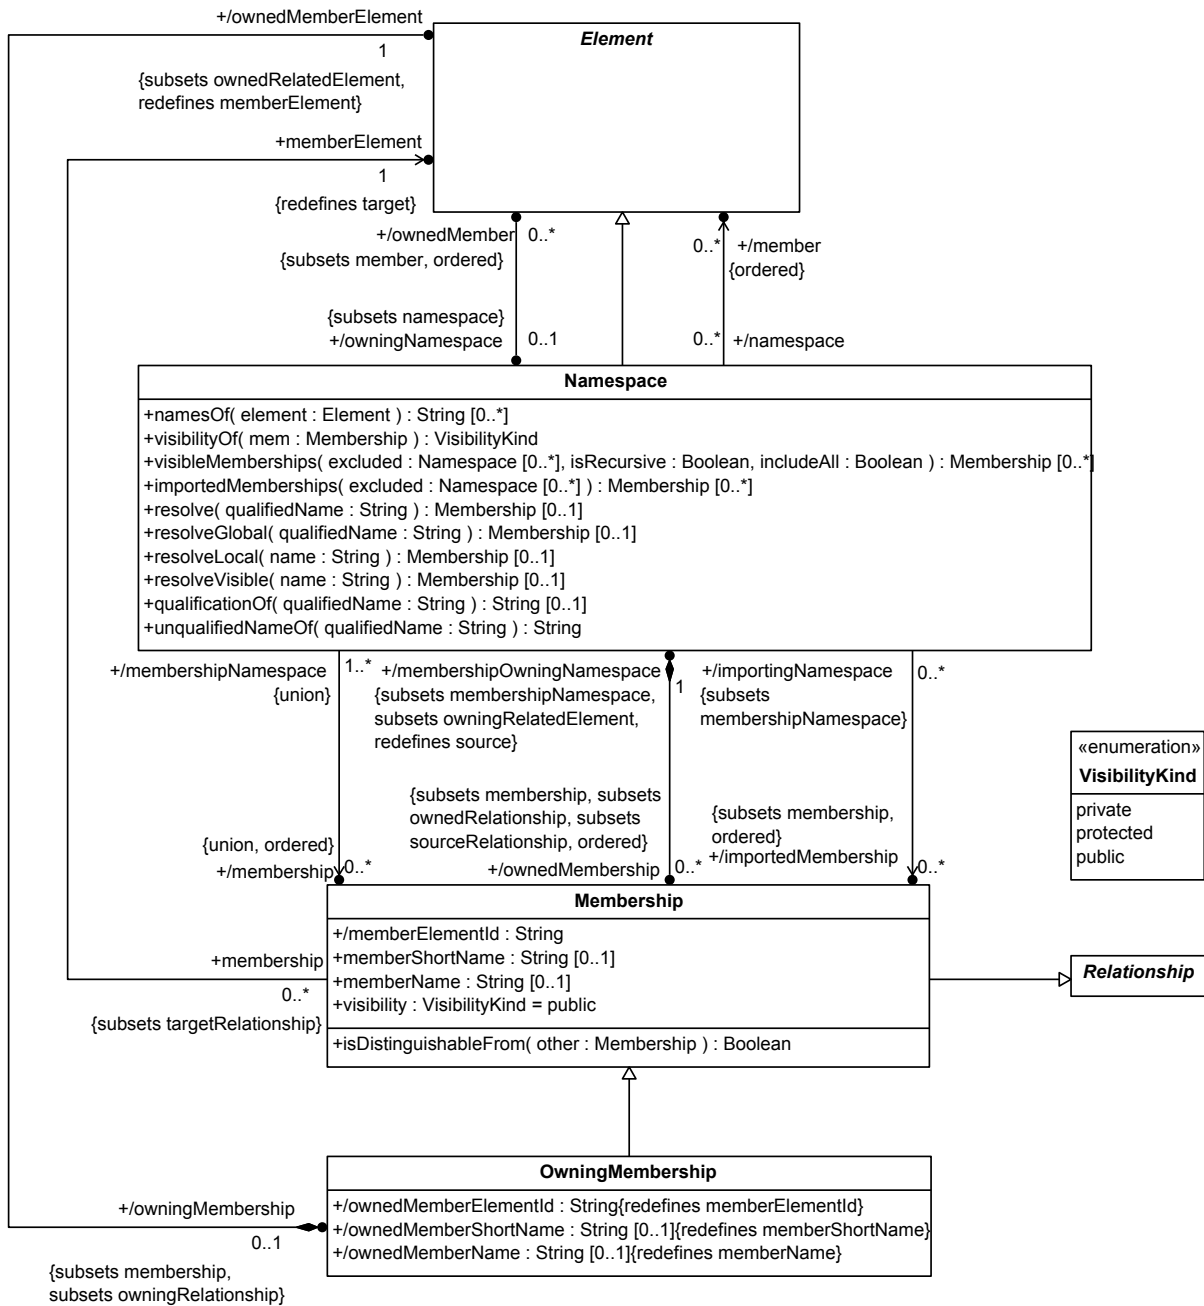 +/ownedMemberElement
1
{subsets ownedRelatedElement,
redefines memberElement}
+memberElement
1
{redefines target}
Element
+/ownedMember
0..*
{subsets member, ordered}
0..*
+/member
{ordered}
{subsets namespace}
+/owningNamespace
0..1
0..*
+/namespace
Namespace
+namesOf( element : Element ) : String [0..*]
+visibilityOf( mem : Membership ) : VisibilityKind
+visibleMemberships( excluded : Namespace [0..*], isRecursive : Boolean, includeAll : Boolean ) : Membership [0..*]
+importedMemberships( excluded : Namespace [0..*] ) : Membership [0..*]
+resolve( qualifiedName : String ) : Membership [0..1]
+resolveGlobal( qualifiedName : String ) : Membership [0..1]
+resolveLocal( name : String ) : Membership [0..1]
+resolveVisible( name : String ) : Membership [0..1]
+qualificationOf( qualifiedName : String ) : String [0..1]
+unqualifiedNameOf( qualifiedName : String ) : String
+/membershipNamespace
1..*
{union}
+/membershipOwningNamespace
1
{subsets membershipNamespace,
subsets owningRelatedElement,
redefines source}
+/importingNamespace
0..*
{subsets
membershipNamespace}
{union, ordered}
+/membership
0..*
{subsets membership, subsets
ownedRelationship, subsets
sourceRelationship, ordered}
+/ownedMembership
0..*
{subsets membership,
ordered}
+/importedMembership
0..*
«enumeration»
VisibilityKind
private
protected
public
Membership
+/memberElementId : String
+memberShortName : String [0..1]
+memberName : String [0..1]
+visibility : VisibilityKind = public
+isDistinguishableFrom( other : Membership ) : Boolean
+membership
0..*
{subsets targetRelationship}
Relationship
OwningMembership
+/ownedMemberElementId : String{redefines memberElementId}
+/ownedMemberShortName : String [0..1]{redefines memberShortName}
+/ownedMemberName : String [0..1]{redefines memberName}
+/owningMembership
0..1
{subsets membership,
subsets owningRelationship}